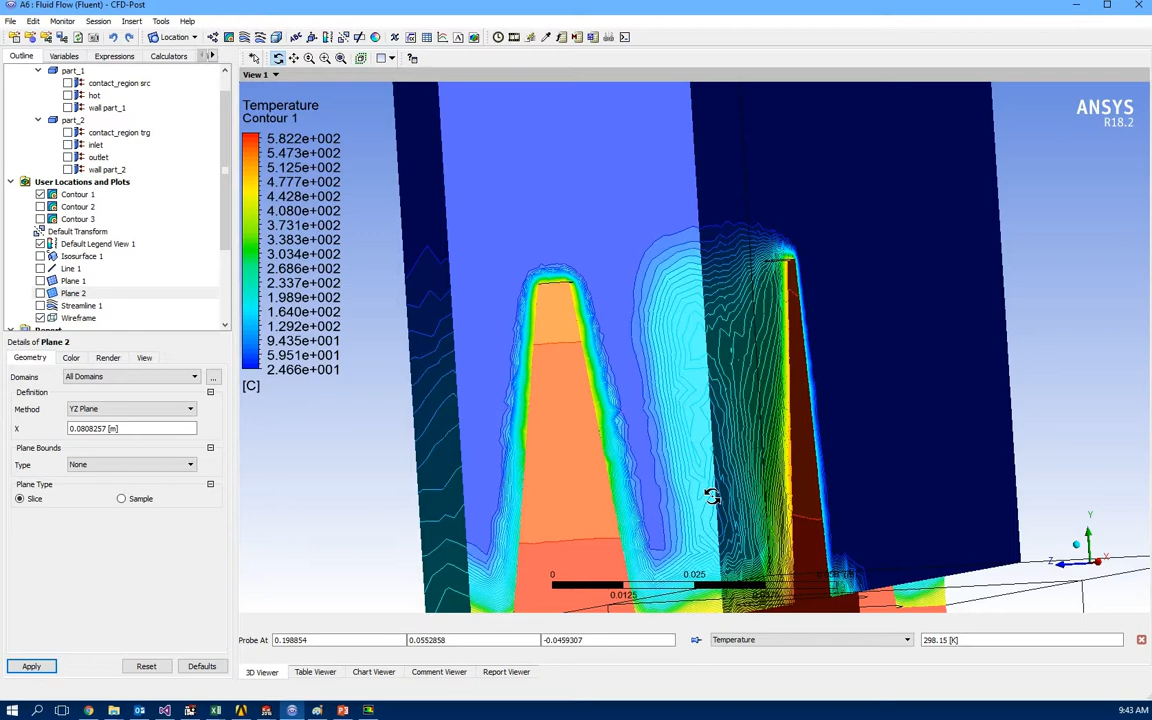 A6 : Fluid Flow (Fluent) - CFD-Post
File Edit Monitor Session Insert Tools Help
Location
Outline Variables Expressions Calculators
View 1
part_1
contact_region src
hot
wall part_1
part_2
contact_region trg
inlet
outlet
wall part_2
User Locations and Plots
Contour 1
Contour 2
Contour 3
Default Transform
Default Legend View 1
Isosurface 1
Line 1
Plane 1
Plane 2
Streamline 1
Wireframe
Report
Details of Plane 2
Geometry Color Render View
Domains All Domains ...
Definition
Method YZ Plane
X 0.0808257 [m]
Plane Bounds
Type None
Plane Type
Slice Sample
Apply Reset Defaults
Temperature
Contour 1
5.822e+002
5.473e+002
5.125e+002
4.777e+002
4.428e+002
4.080e+002
3.731e+002
3.383e+002
3.034e+002
2.686e+002
2.337e+002
1.989e+002
1.640e+002
1.292e+002
9.435e+001
5.951e+001
2.466e+001
[C]
ANSYS
R18.2
0 0.025
0.0125
Y
Z X
Probe At 0.198854 0.0552858 -0.0459307 Temperature 298.15 [K]
3D Viewer Table Viewer Chart Viewer Comment Viewer Report Viewer
9:43 AM